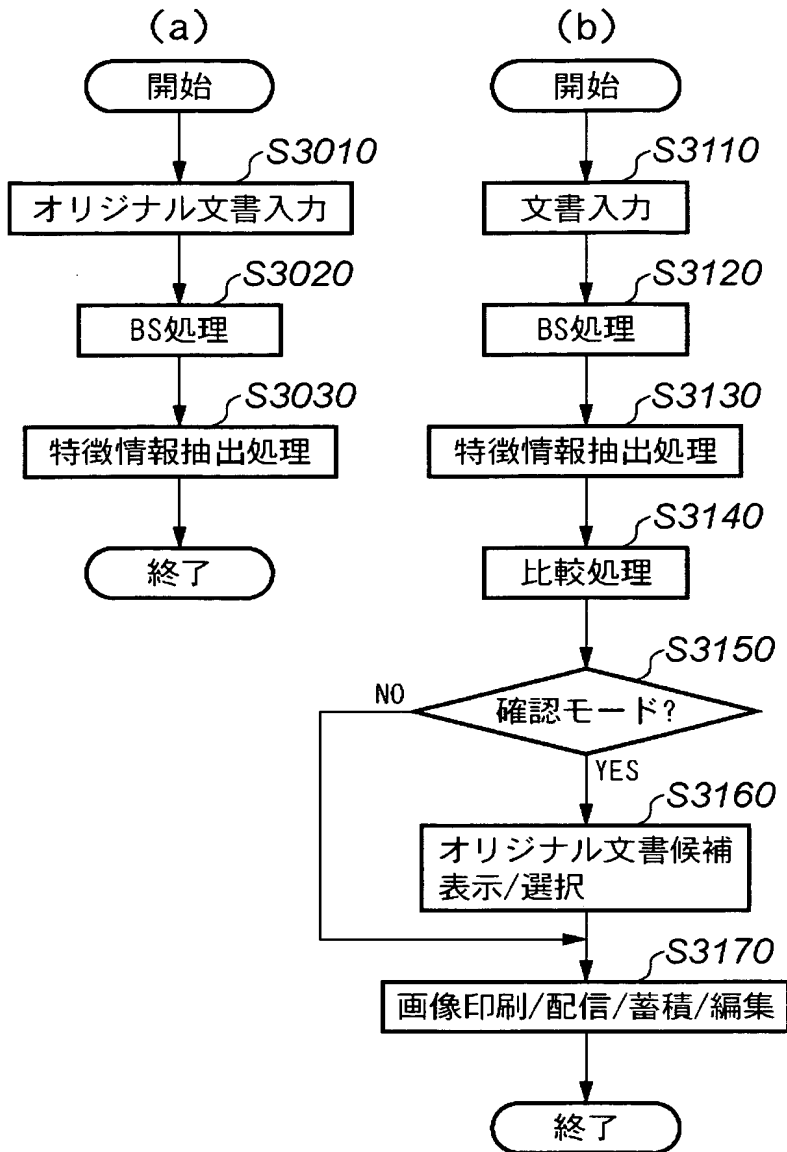 (a)
開始
S3010
オリジナル文書入力
S3020
BS処理
S3030
特徴情報抽出処理
終了
(b)
開始
S3110
文書入力
S3120
BS処理
S3130
特徴情報抽出処理
S3140
比較処理
S3150
確認モード?
NO
YES
S3160
オリジナル文書候補
表示/選択
S3170
画像印刷/配信/蓄積/編集
終了